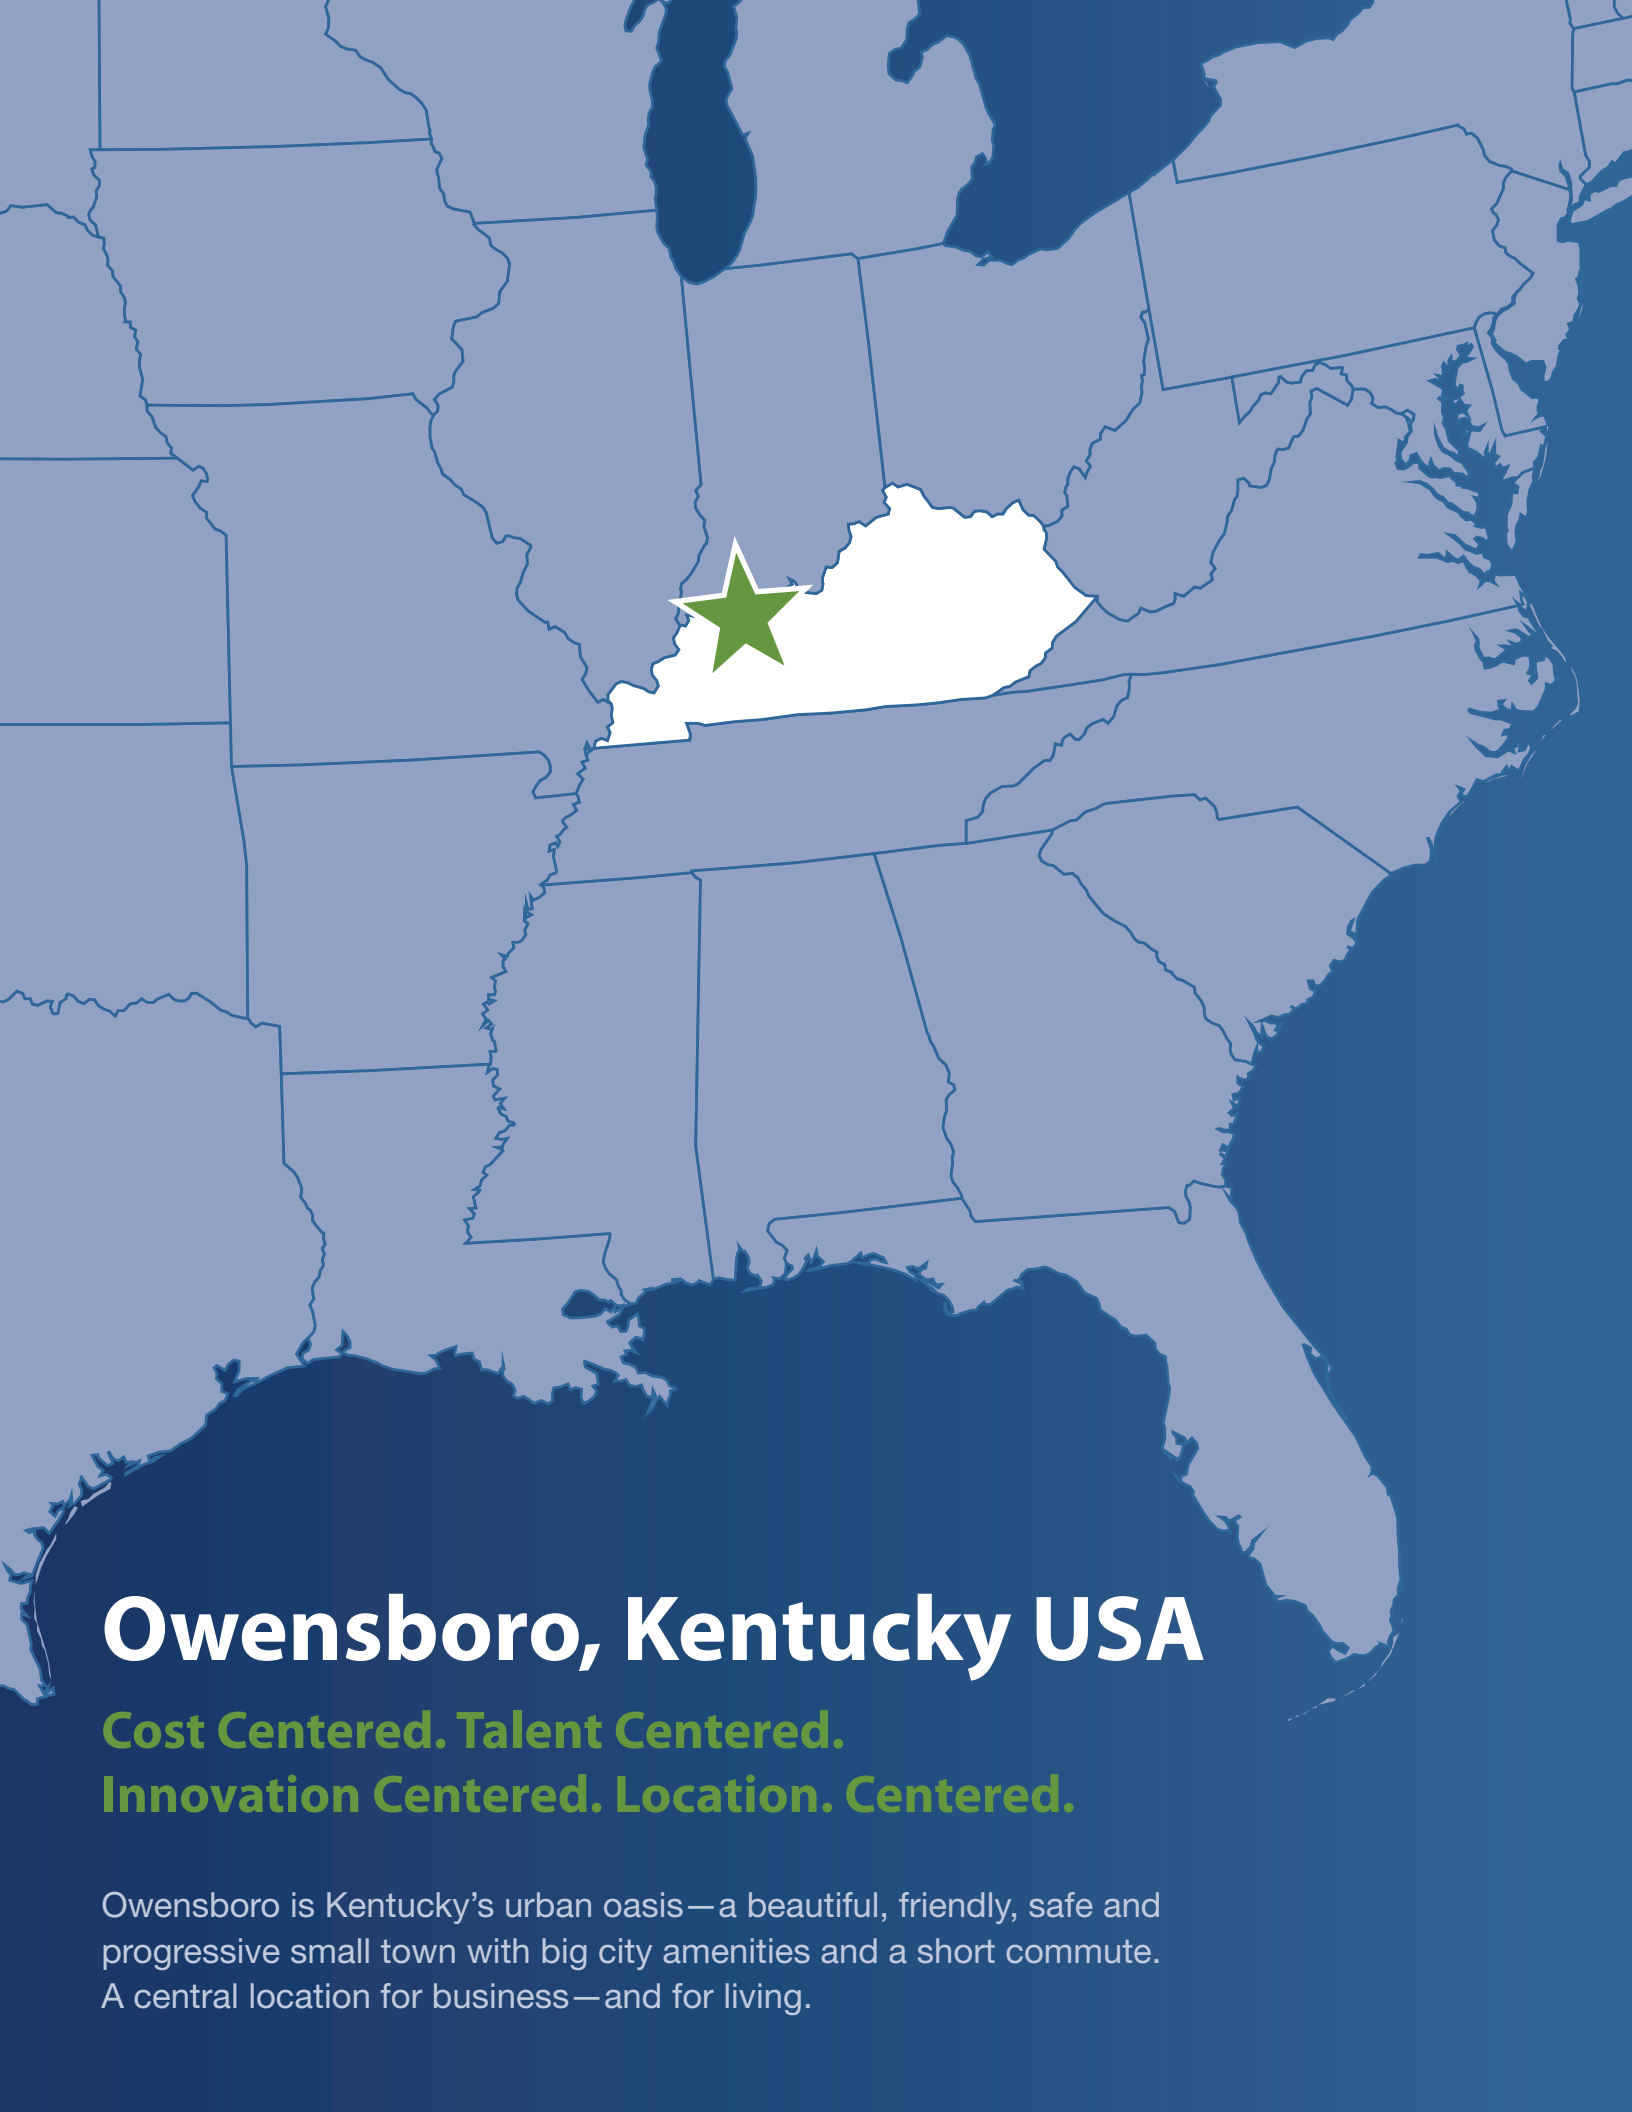 Owensboro, Kentucky USA
Cost Centered. Talent Centered.
Innovation Centered. Location. Centered.
Owensboro is Kentucky’s urban oasis—a beautiful, friendly, safe and
progressive small town with big city amenities and a short commute.
A central location for business—and for living.